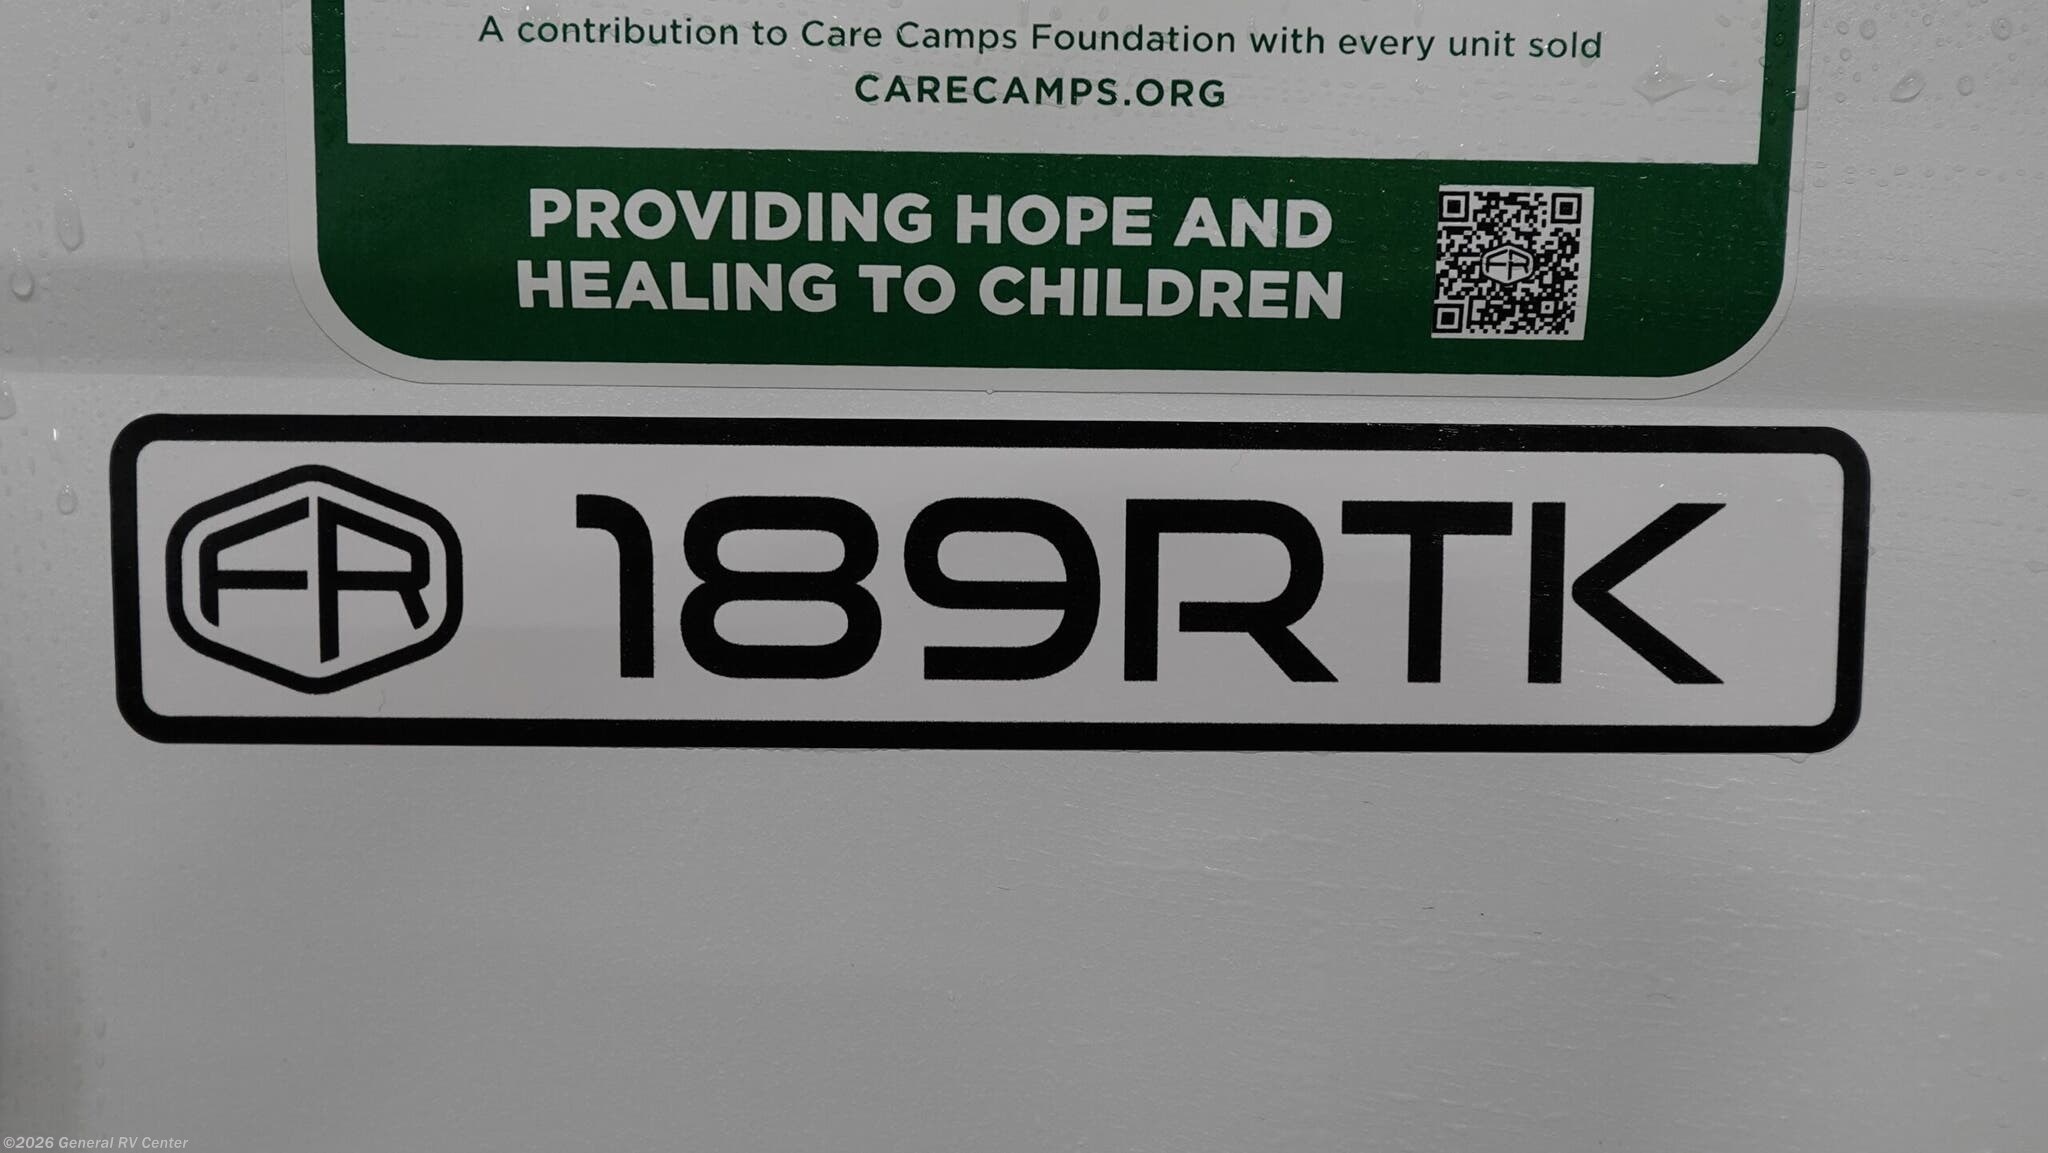 A contribution to Care Camps Foundation with every unit sold
CARECAMPS.ORG
PROVIDING HOPE AND
HEALING TO CHILDREN
FR
FR 189RTK
©2026 General RV Center